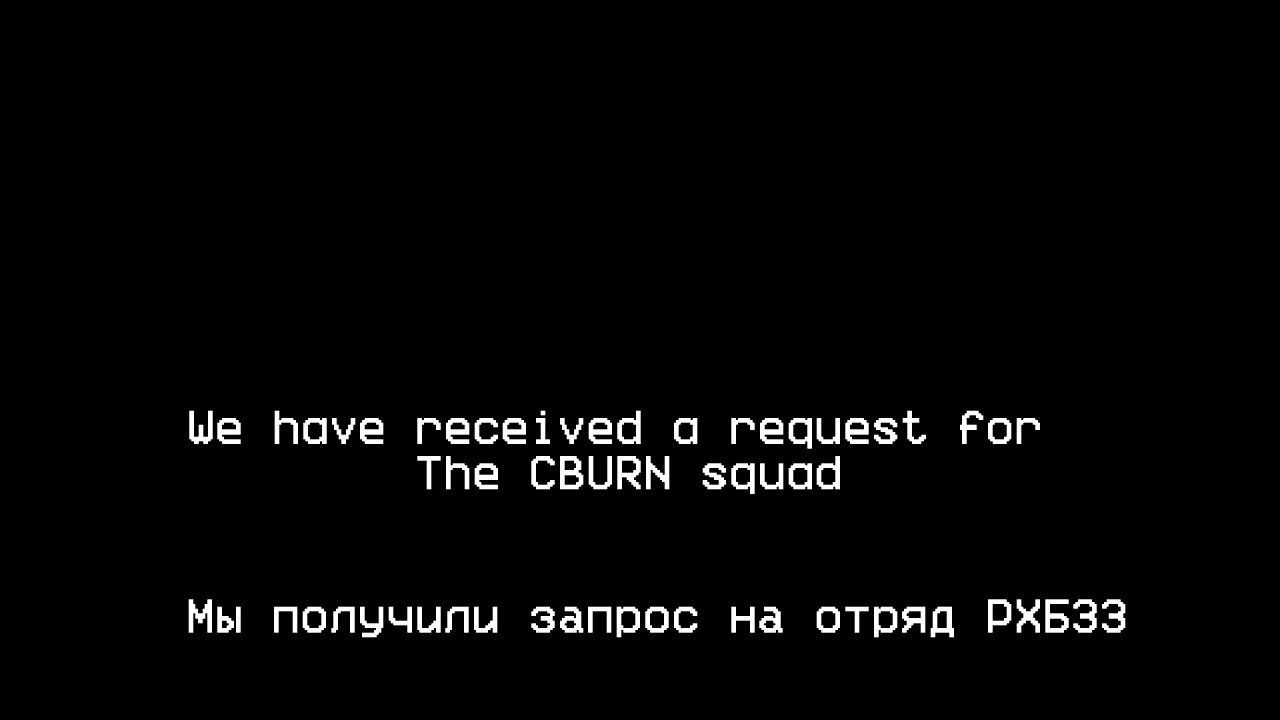 We have received a request for
The CBURN squad
Мы получили запрос на отряд РХБЗЗ